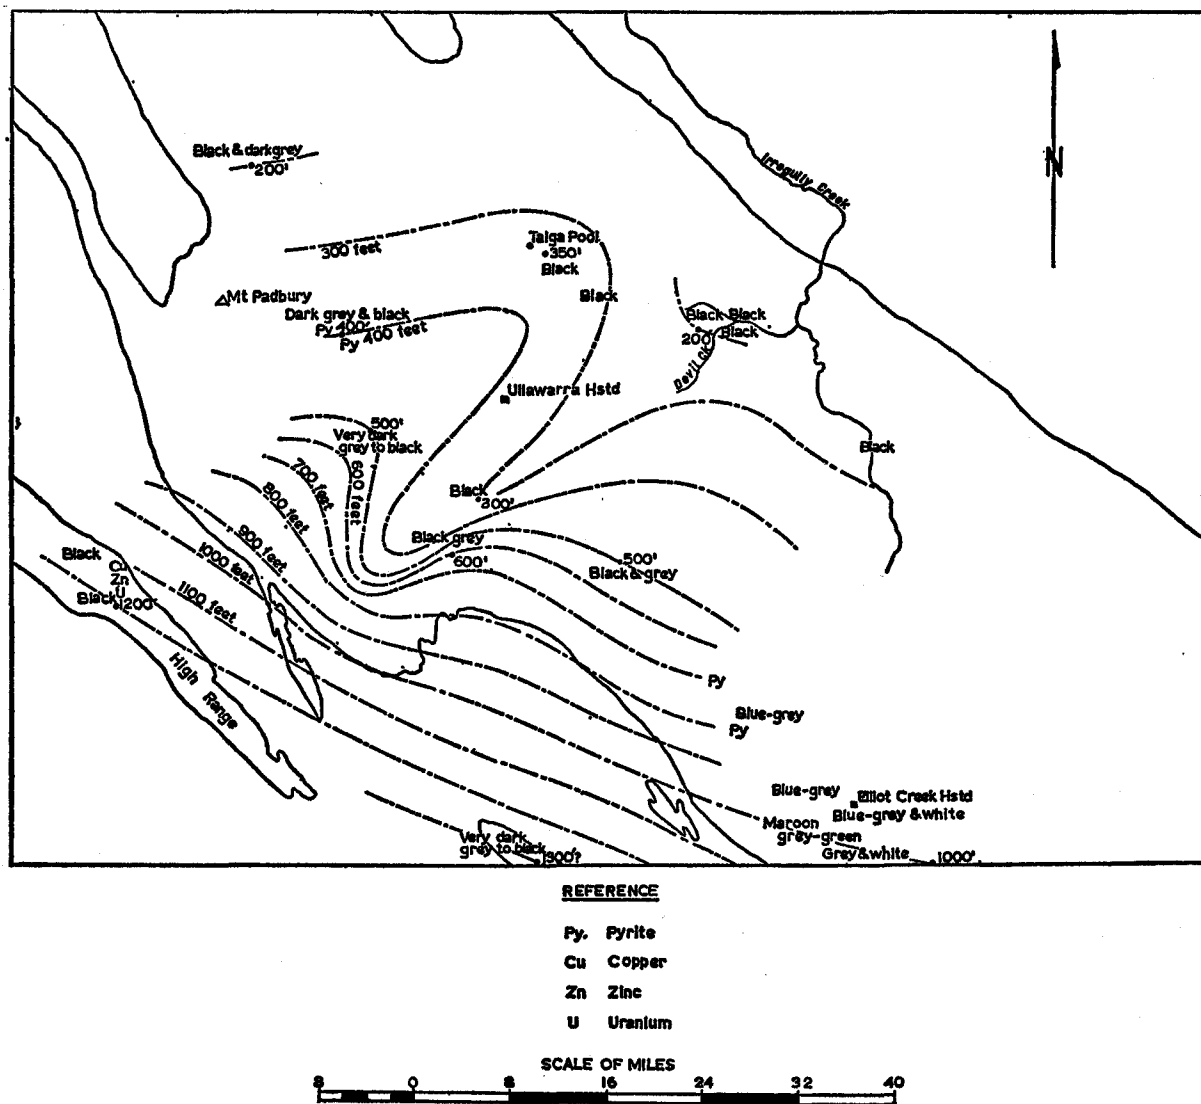 Irregully Creek
N
Black & darkgrey
200'
300 feet
Talga Pool
350'
Black
Black
Mt Padbury
Dark grey & black
Py 400'
Py 400 feet
Black Black
200' Black
Devil Ck
Ullawarra Hstd
500'
Very dark
grey to black
600 feet
700 feet
800 feet
900 feet
1000 feet
1100 feet
Black
Black
300'
Black grey
600'
500'
Black & grey
Black
Cu
Zn
U
Black
1200'
High Range
Py
Blue-grey
Py
Blue-grey
Elliot Creek Hstd
Blue-grey & white
Maroon
grey-green
Grey & white
1000'
Very dark
grey to black
1300'?
REFERENCE
Py. Pyrite
Cu Copper
Zn Zinc
U Uranium
SCALE OF MILES
8 0 8 16 24 32 40